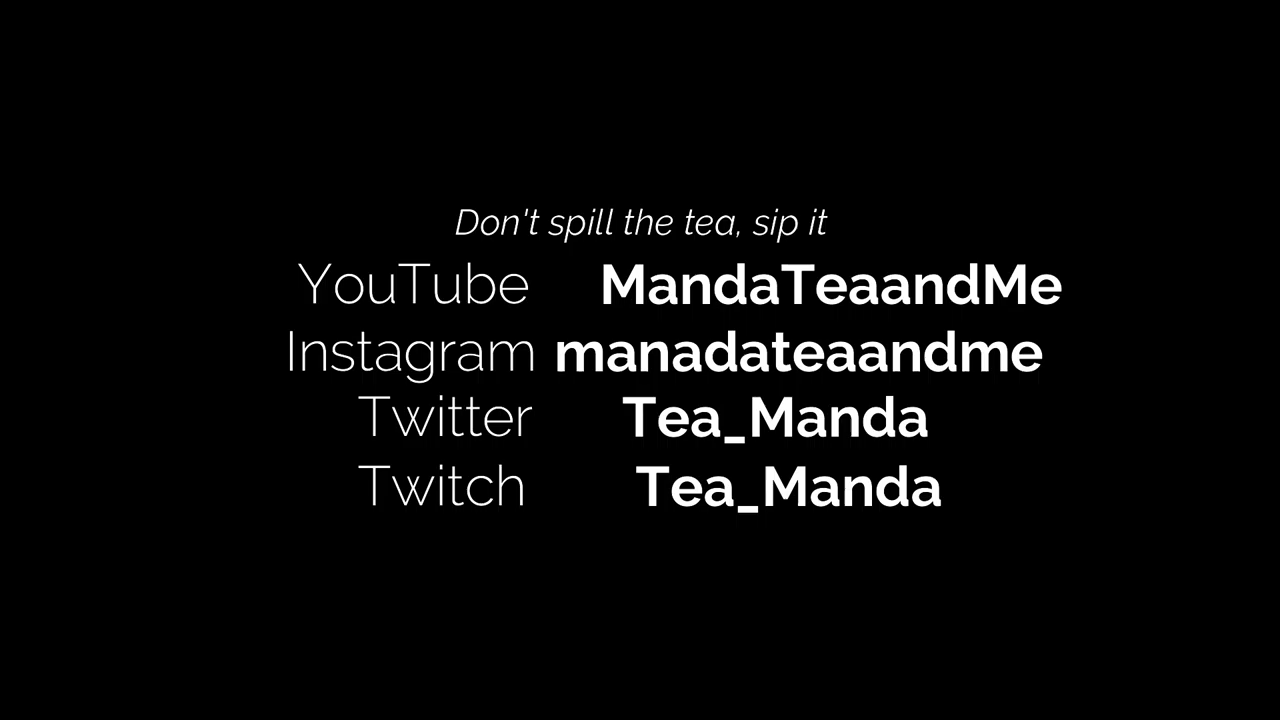 Don't spill the tea, sip it
YouTube MandaTeaandMe
Instagram manadateaandme
Twitter Tea_Manda
Twitch Tea_Manda